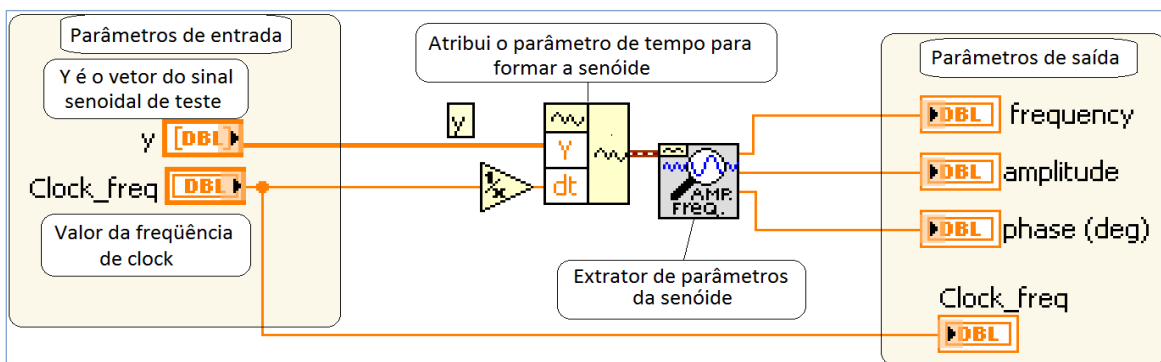 Parâmetros de entrada
Y é o vetor do sinal
senoidal de teste
y
[DBL]
Clock_freq
DBL
Valor da freqüência
de clock
Atribui o parâmetro de tempo para
formar a senóide
y
Y
dt
1/x
AMP
FREQ.
Extrator de parâmetros
da senóide
Parâmetros de saída
DBL
frequency
DBL
amplitude
DBL
phase (deg)
Clock_freq
DBL